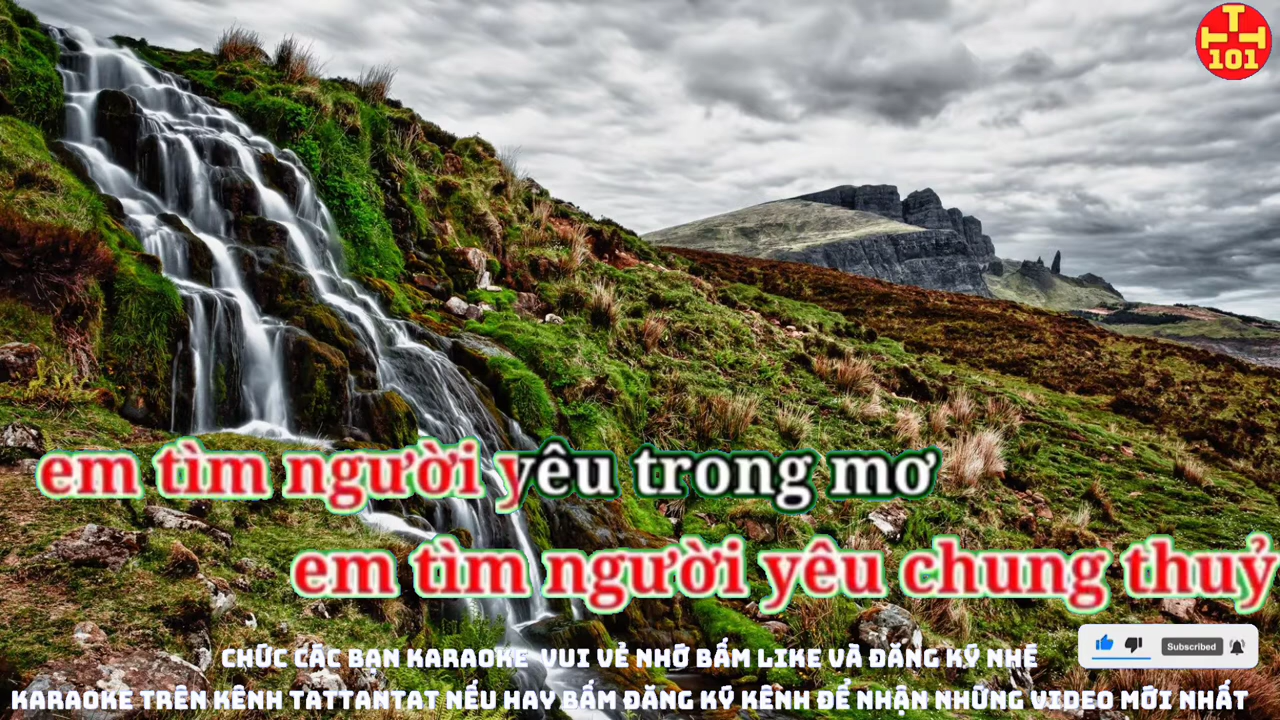 T
TT
101
em tìm người yêu trong mơ
em tìm người yêu chung thuỷ
CHỨC CÁC BẠN KARAOKE VUI VẺ NHỚ BẤM LIKE VÀ ĐĂNG KÝ NHÉ
Subscribed
KARAOKE TRÊN KÊNH TATTANTAT NẾU HAY BẤM ĐĂNG KÝ KÊNH ĐỂ NHẬN NHỮNG VIDEO MỚI NHẤT